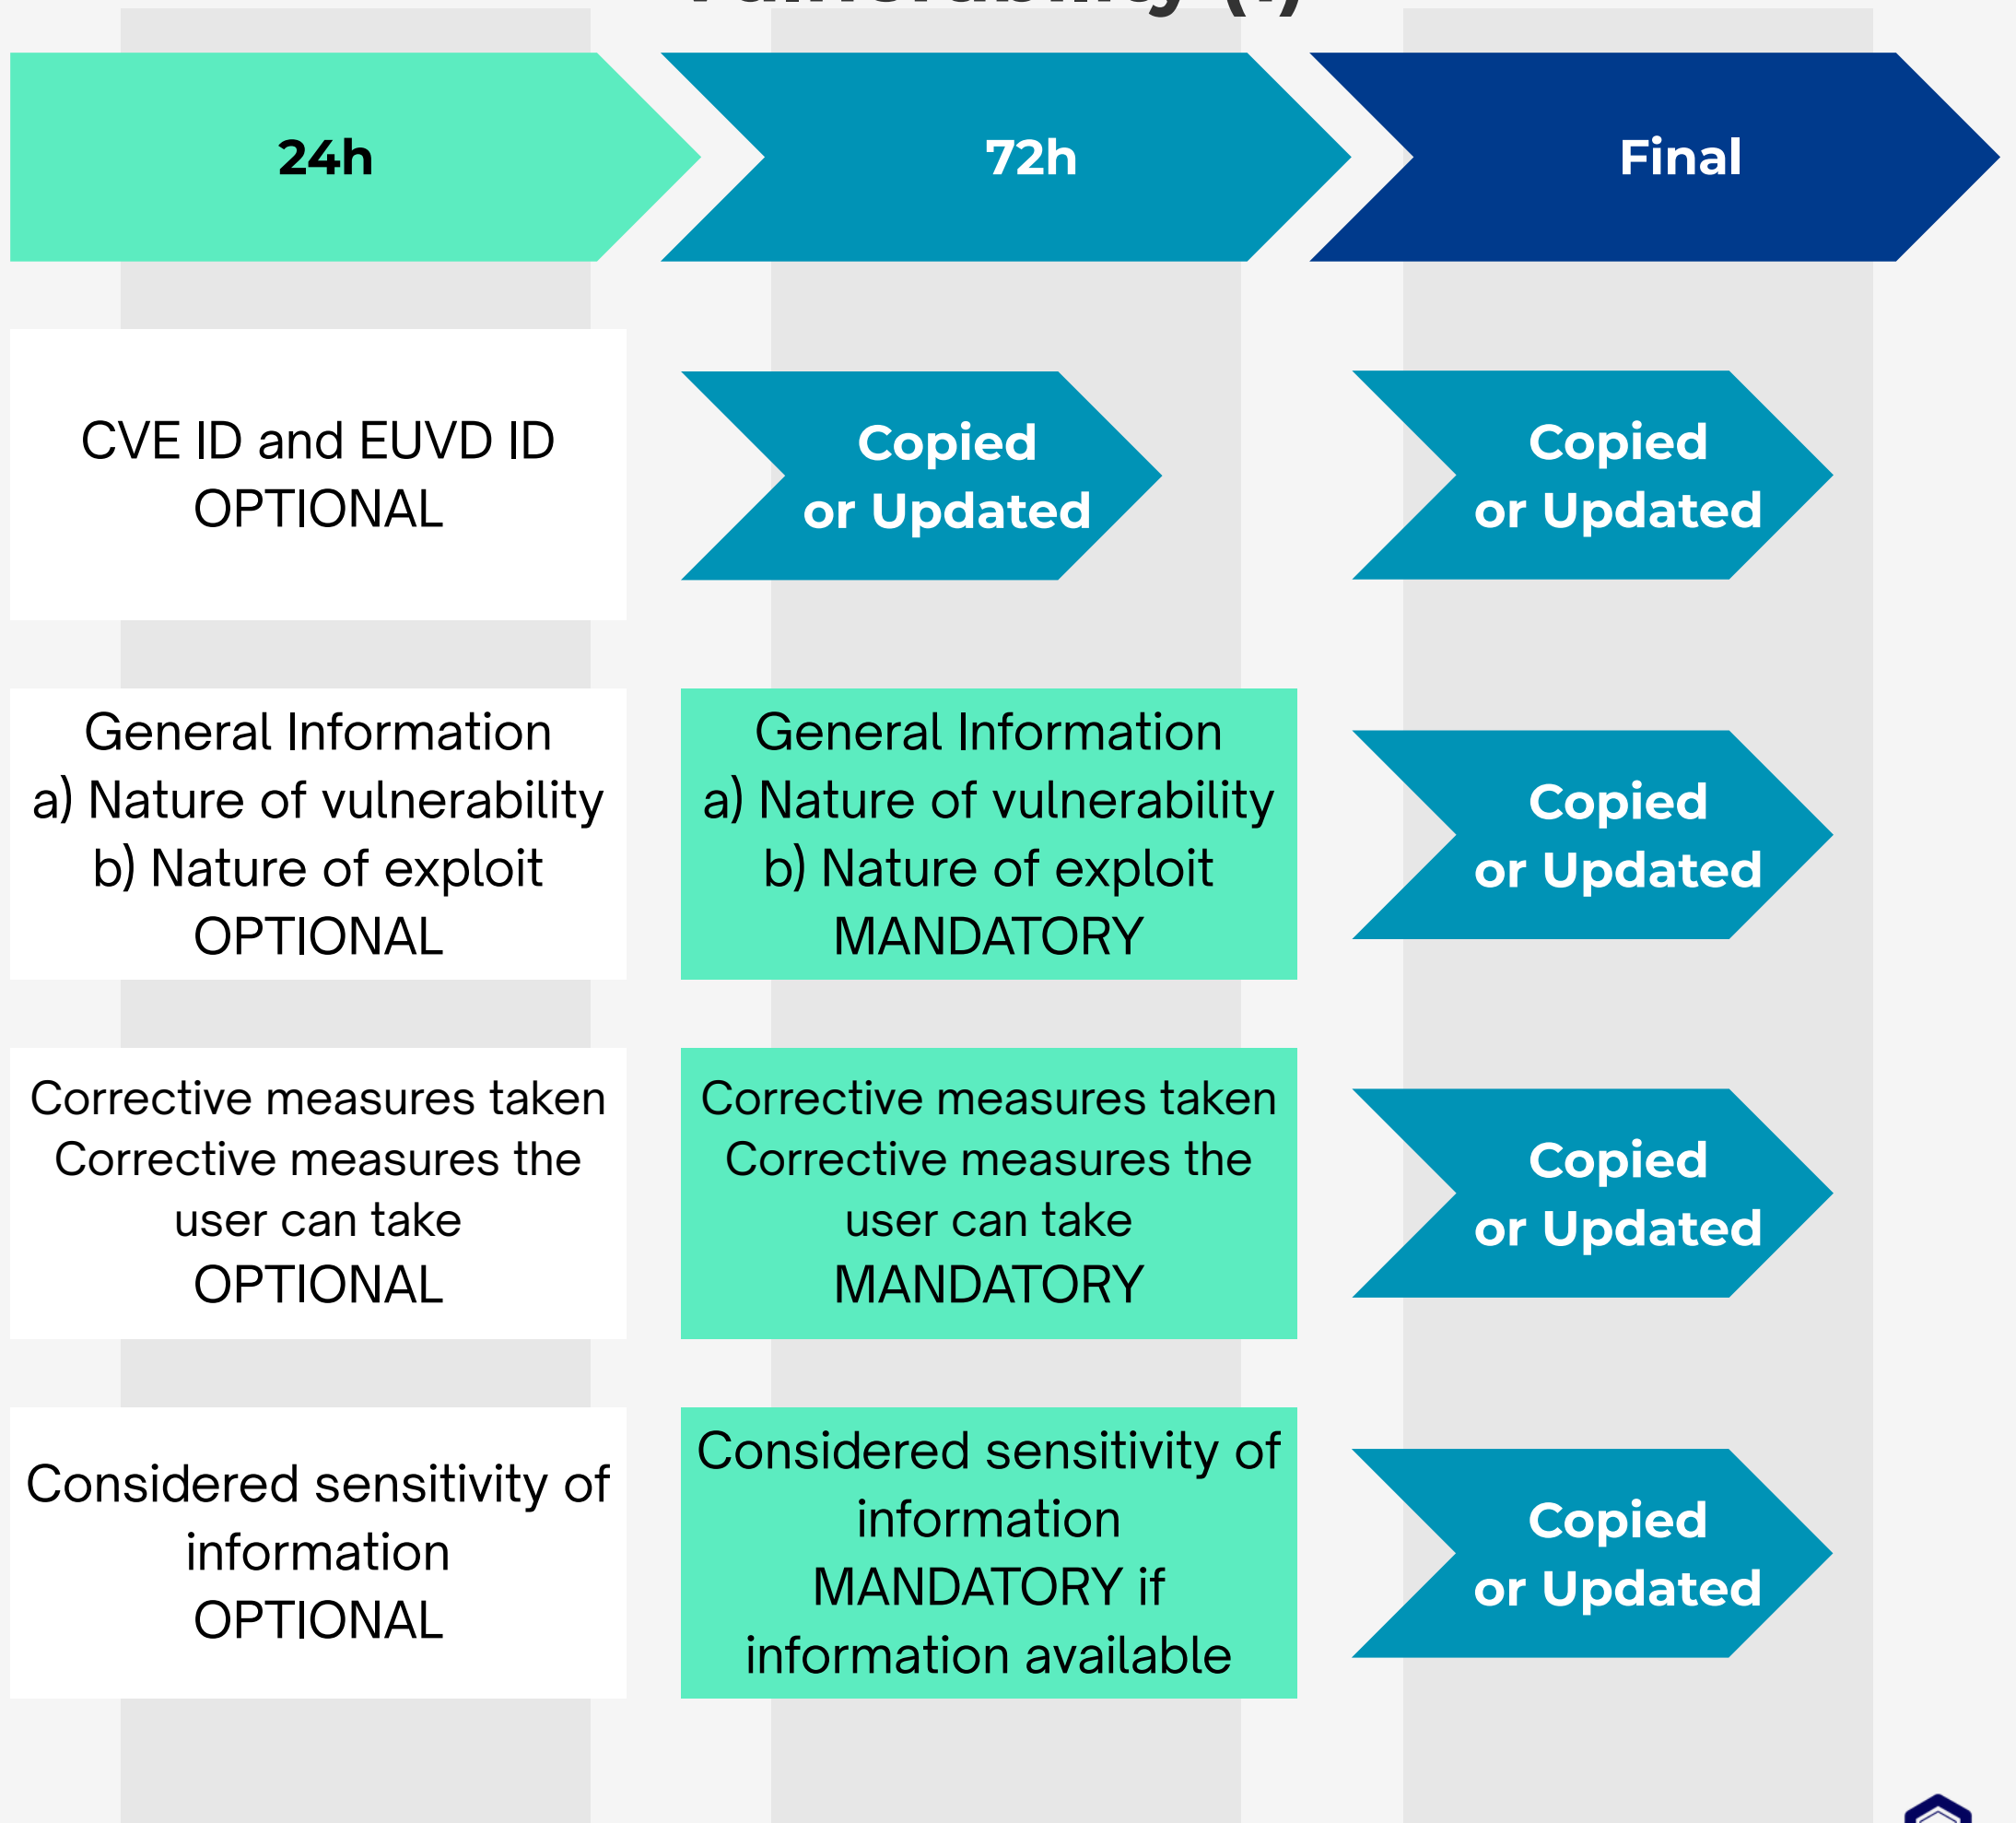 24h
72h
Final
CVE ID and EUVD ID
OPTIONAL
Copied
or Updated
Copied
or Updated
General Information
a) Nature of vulnerability
b) Nature of exploit
OPTIONAL
General Information
a) Nature of vulnerability
b) Nature of exploit
MANDATORY
Copied
or Updated
Corrective measures taken
Corrective measures the
user can take
OPTIONAL
Corrective measures taken
Corrective measures the
user can take
MANDATORY
Copied
or Updated
Considered sensitivity of
information
OPTIONAL
Considered sensitivity of
information
MANDATORY if
information available
Copied
or Updated